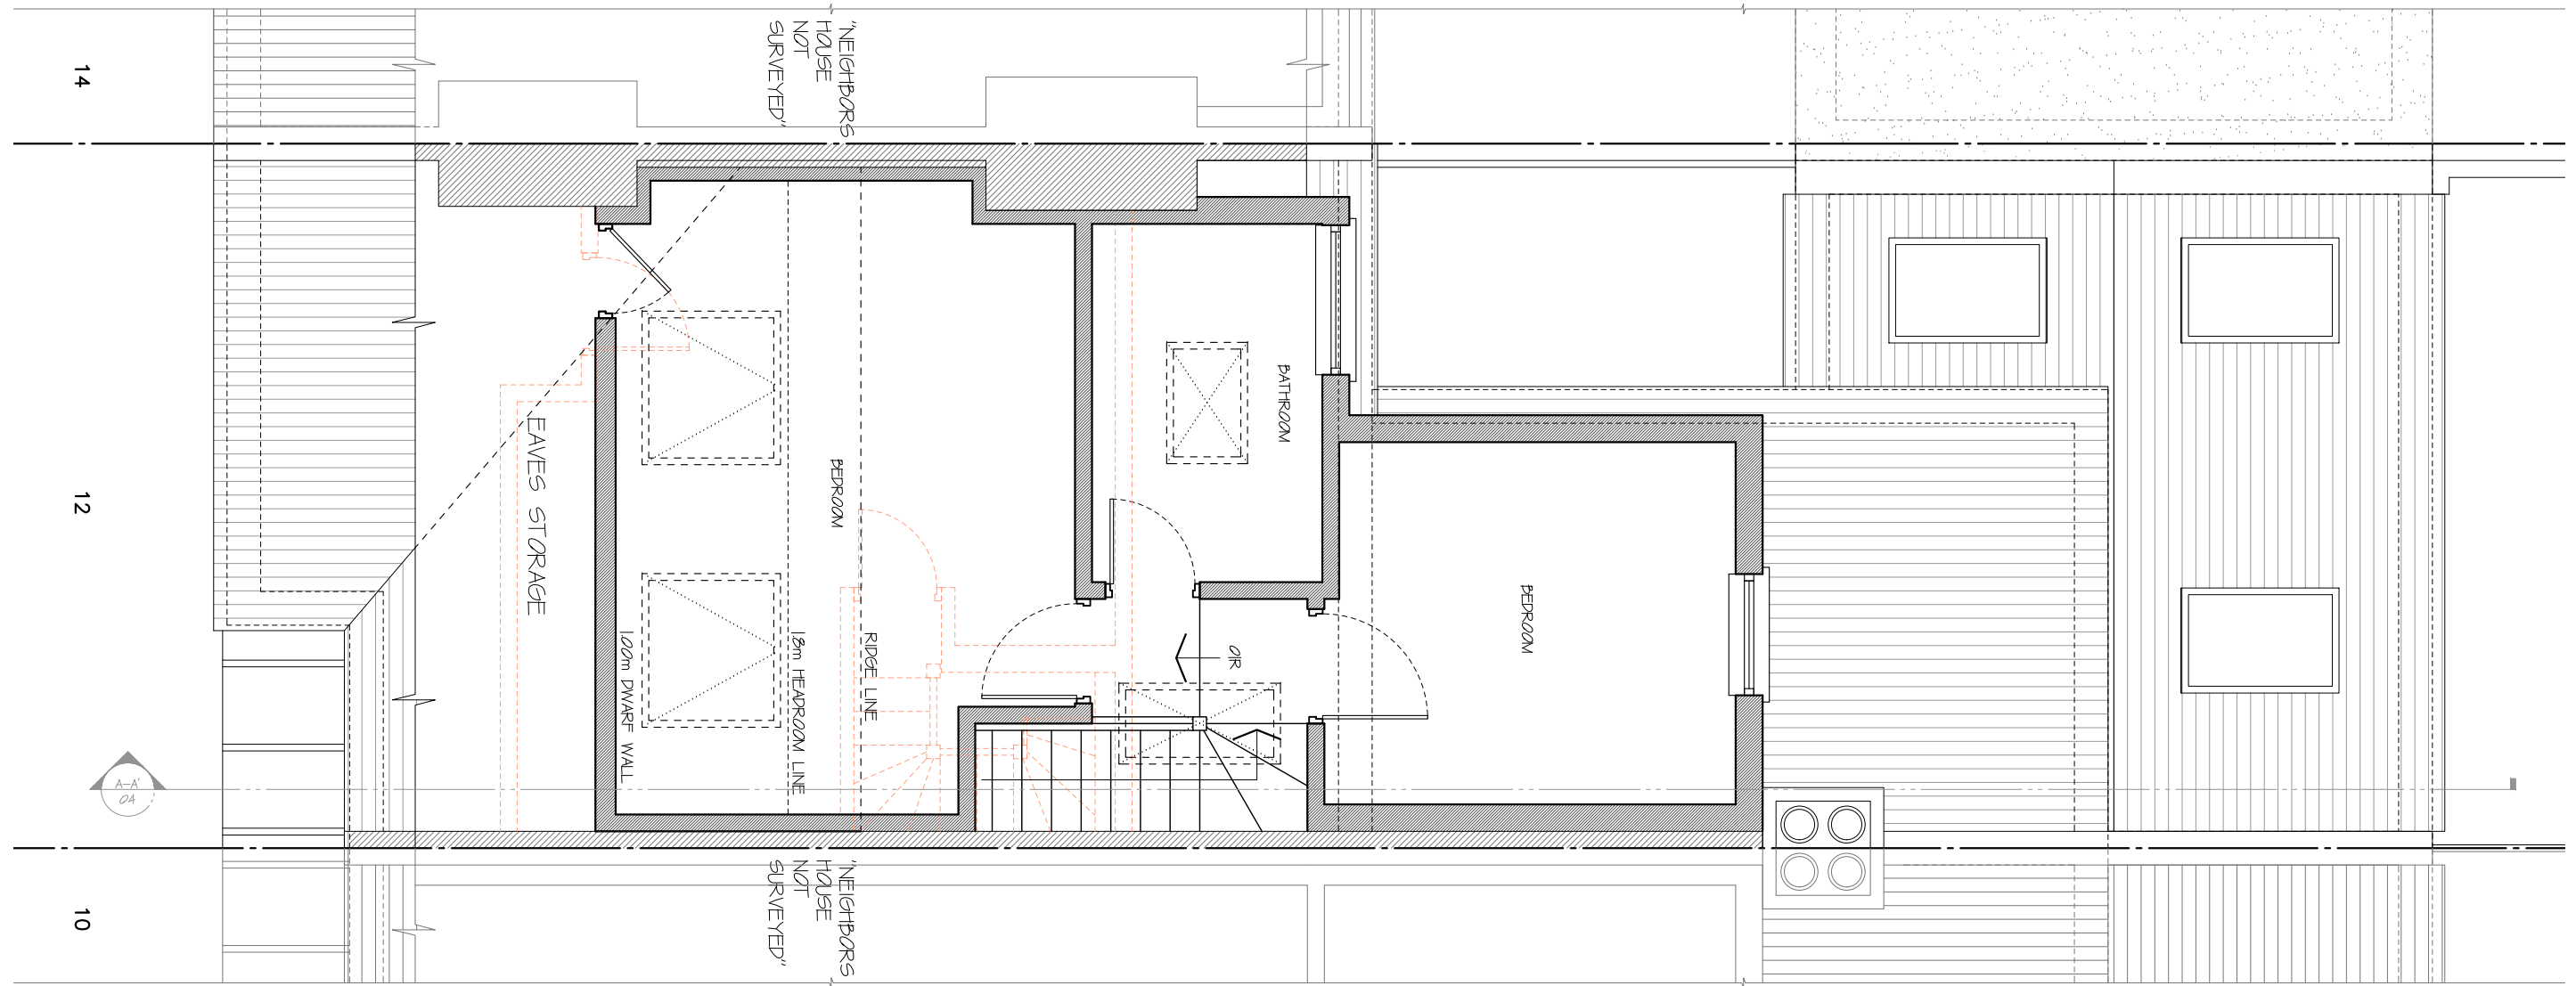 14
12
10
"NEIGHBORS
HOUSE
NOT
SURVEYED"
EAVES STORAGE
BEDROOM
BATHROOM
BEDROOM
1.00m DWARF WALL
1.8m HEADROOM LINE
RIDGE LINE
A-A'
04
"NEIGHBORS
HOUSE
NOT
SURVEYED"